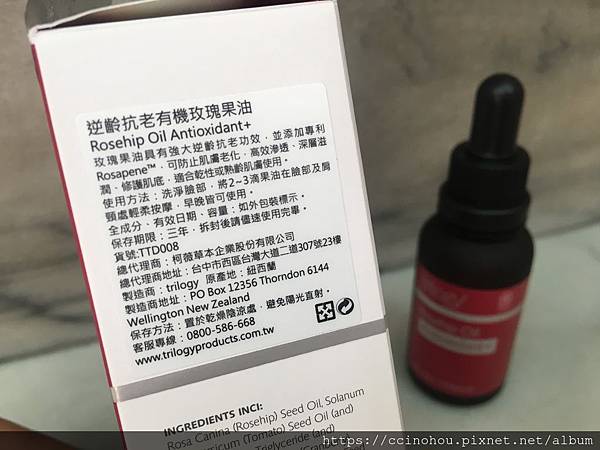 逆齡抗老有機玫瑰果油
Rosehip Oil Antioxidant+
玫瑰果油具有強大逆齡抗老功效，並添加專利
Rosapene™，可防止肌膚老化，高效滲透、深層滋
潤、修護肌底，適合乾性或熟齡肌膚使用。
使用方法：洗淨臉部，將2~3滴果油在臉部及肩
頸處輕柔按摩，早晚皆可使用。
全成分、有效日期、容量：如外包裝標示。
保存期限：三年，拆封後請儘速使用完畢。
貨號:TTD008
總代理商：柯薇草本企業股份有限公司
總代理商地址：台中市西區台灣大道二段307號23樓
製造商：trilogy 原產地：紐西蘭
製造商地址：PO Box 12356 Thorndon 6144
Wellington New Zealand
保存方法：置於乾燥陰涼處，避免陽光直射。
客服專線：0800-586-668
www.trilogyproducts.com.tw
INGREDIENTS INCI:
Rosa Canina (Rosehip) Seed Oil, Solanum
(Tomato) Seed Oil (and)
Triglyceride (and)
https://ccinohou.pixnet.net/album